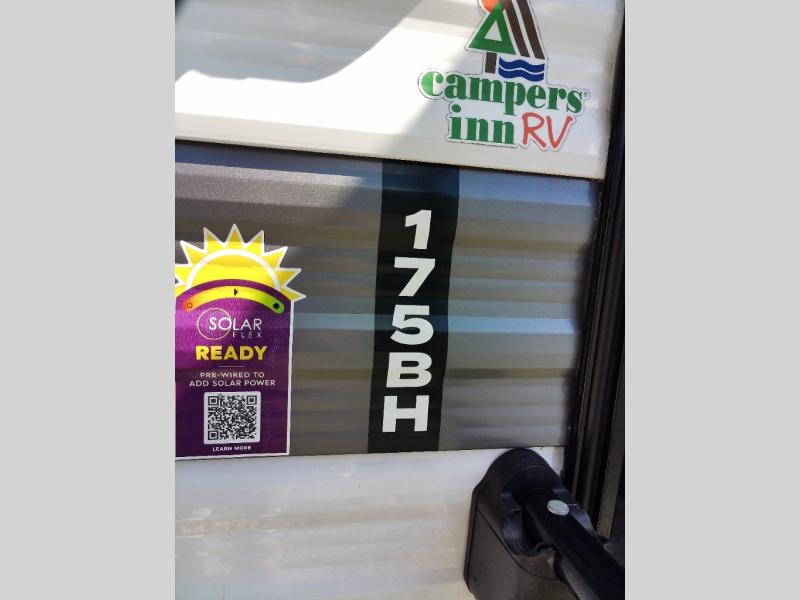 campers
inn RV
175BH
SOLAR
FLEX
READY
PRE-WIRED TO
ADD SOLAR POWER
LEARN MORE